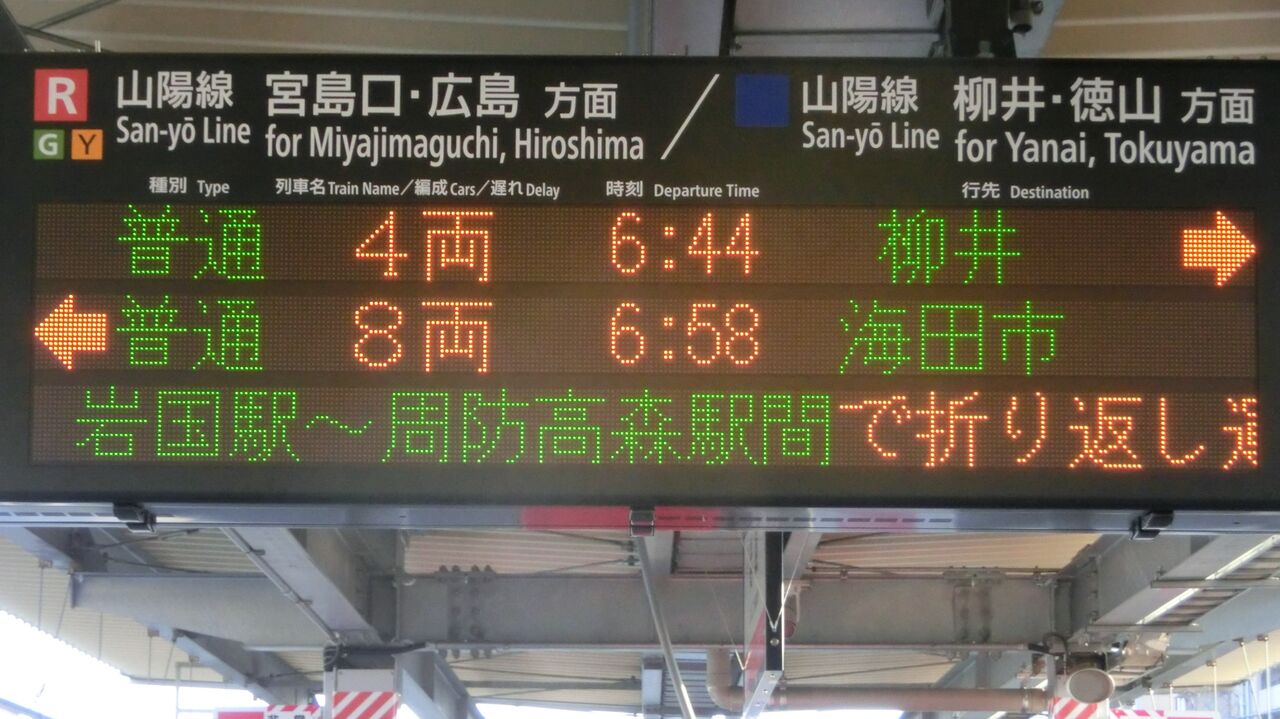 R 山陽線 宮島口・広島 方面 / 山陽線 柳井・徳山 方面
G Y San-yō Line for Miyajimaguchi, Hiroshima San-yō Line for Yanai, Tokuyama
種別 Type 列車名 Train Name/編成 Cars/遅れ Delay 時刻 Departure Time 行先 Destination
普通 4両 6:44 柳井 →
← 普通 8両 6:58 海田市
岩国駅～周防高森駅間で折り返し